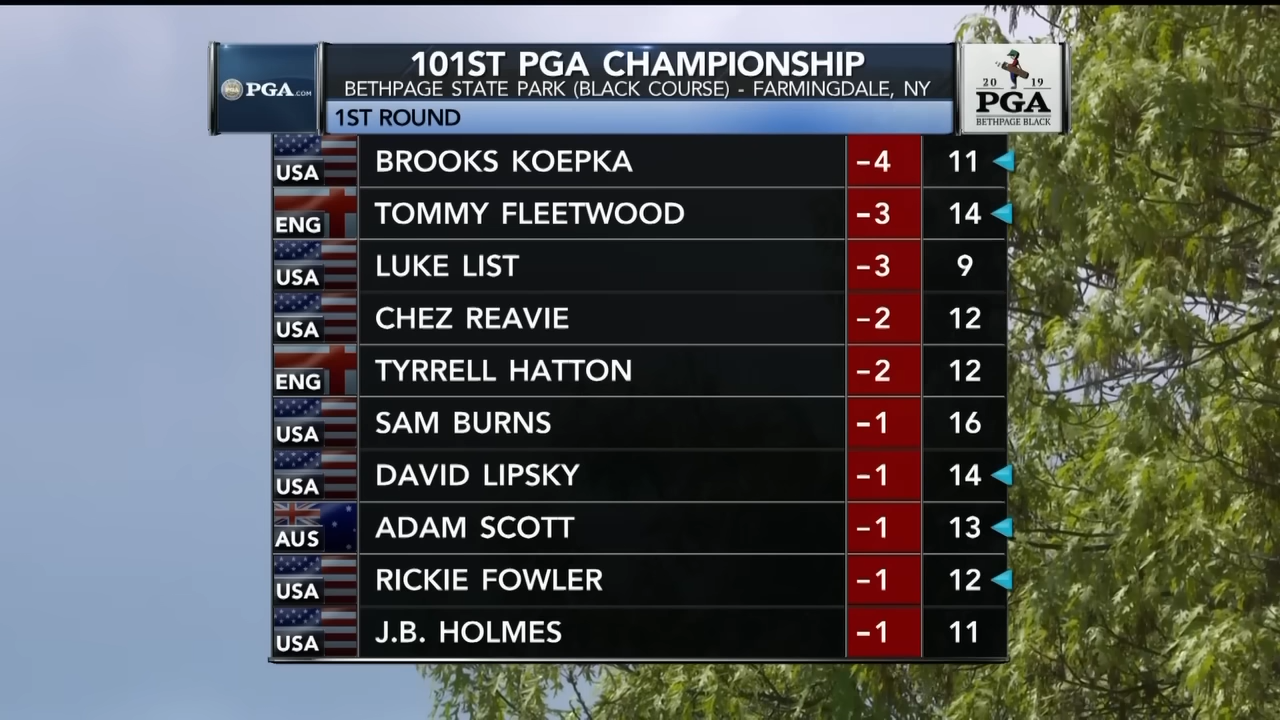 PGA.COM
101ST PGA CHAMPIONSHIP
BETHPAGE STATE PARK (BLACK COURSE) - FARMINGDALE, NY
1ST ROUND
20 19
PGA
BETHPAGE BLACK
USA BROOKS KOEPKA -4 11
ENG TOMMY FLEETWOOD -3 14
USA LUKE LIST -3 9
USA CHEZ REAVIE -2 12
ENG TYRRELL HATTON -2 12
USA SAM BURNS -1 16
USA DAVID LIPSKY -1 14
AUS ADAM SCOTT -1 13
USA RICKIE FOWLER -1 12
USA J.B. HOLMES -1 11